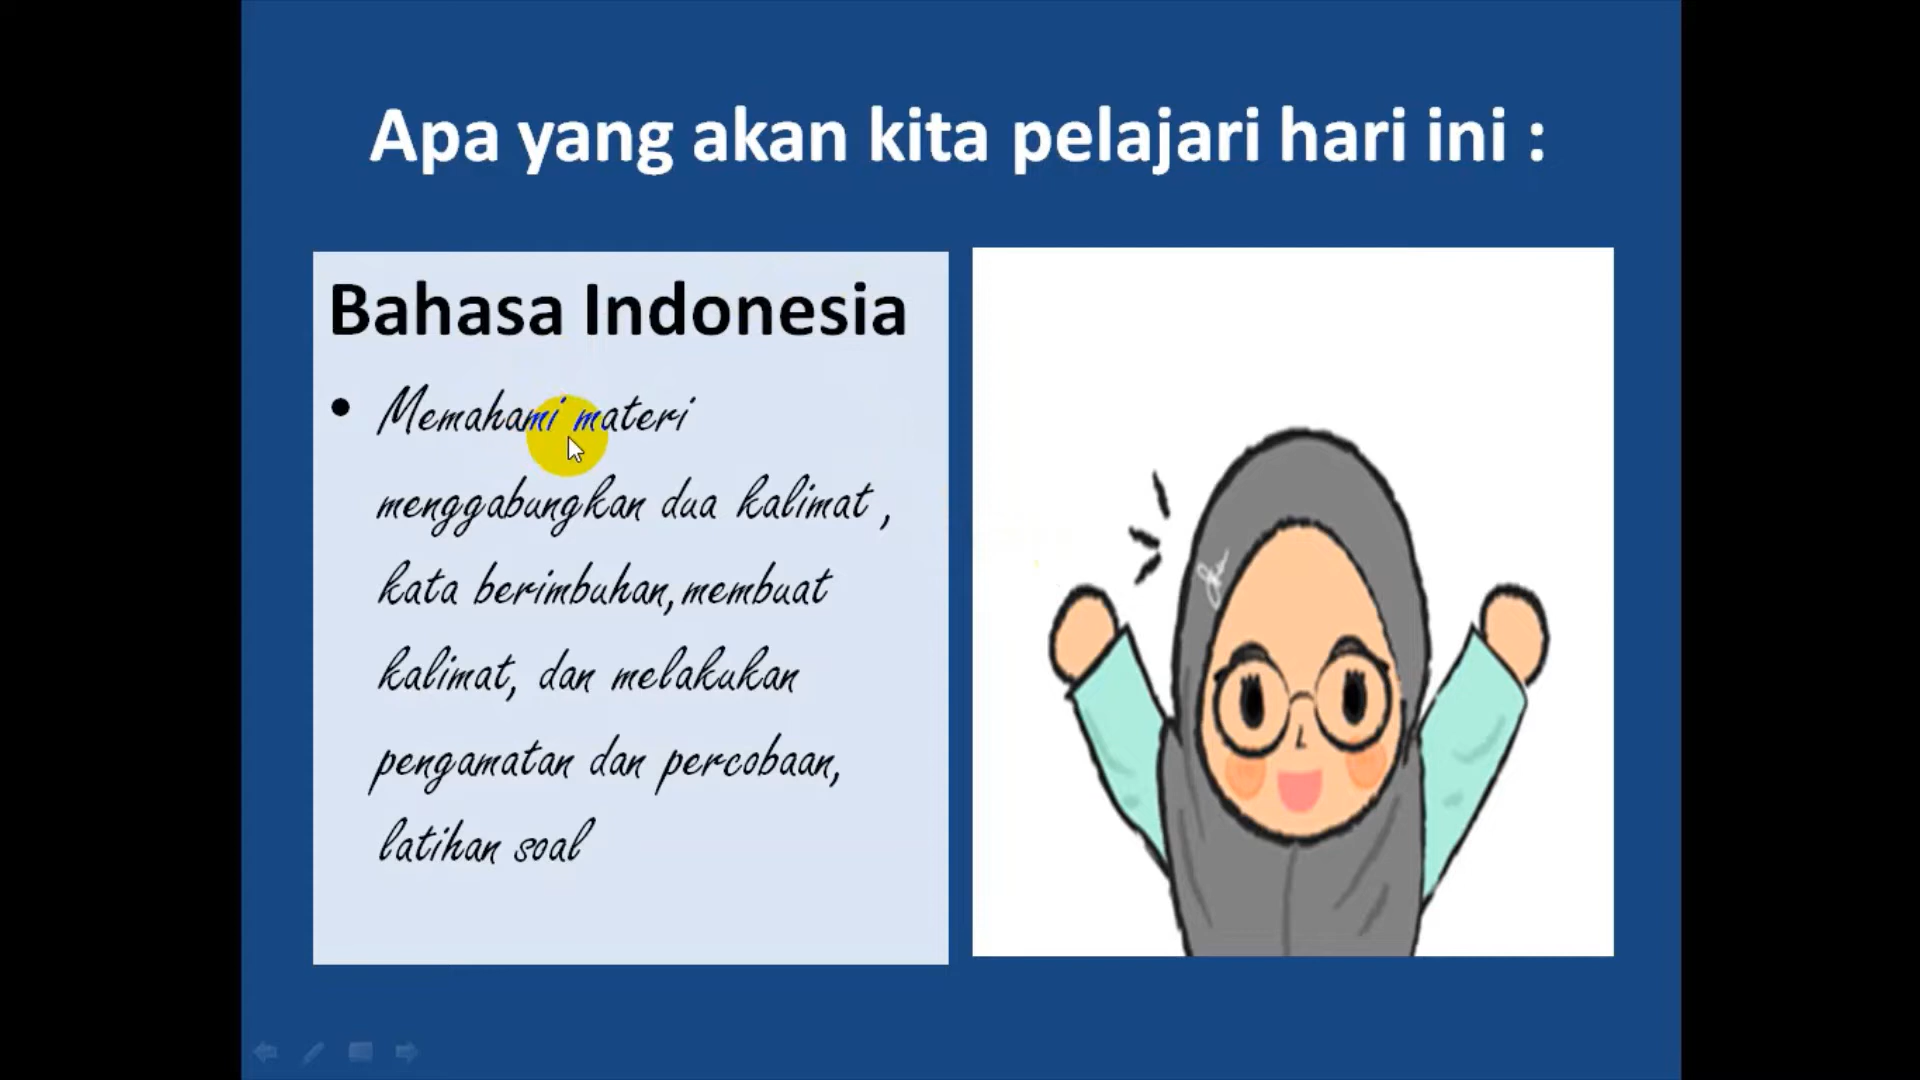 Apa yang akan kita pelajari hari ini :
Bahasa Indonesia
• Memahami materi
menggabungkan dua kalimat ,
kata berimbuhan,membuat
kalimat, dan melakukan
pengamatan dan percobaan,
latihan soal